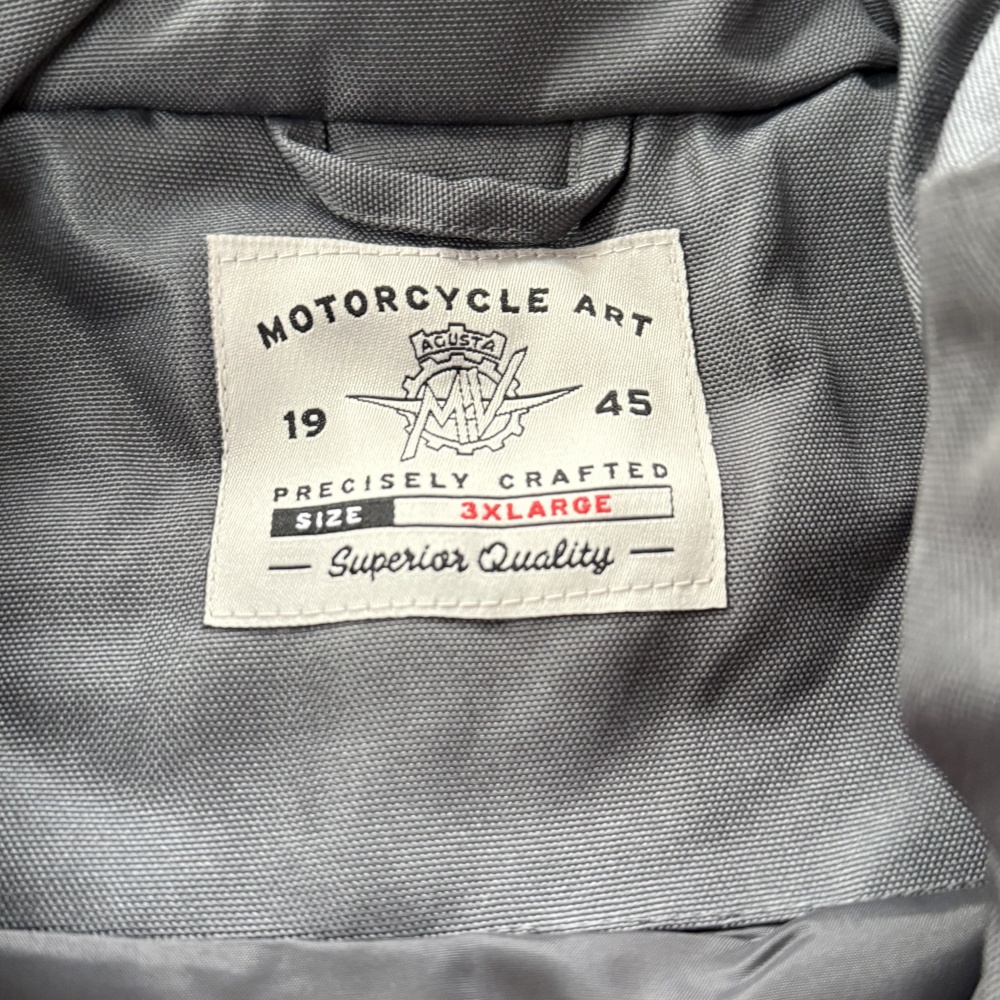 MOTORCYCLE ART
AGUSTA
MV
19 45
PRECISELY CRAFTED
SIZE 3XLARGE
Superior Quality